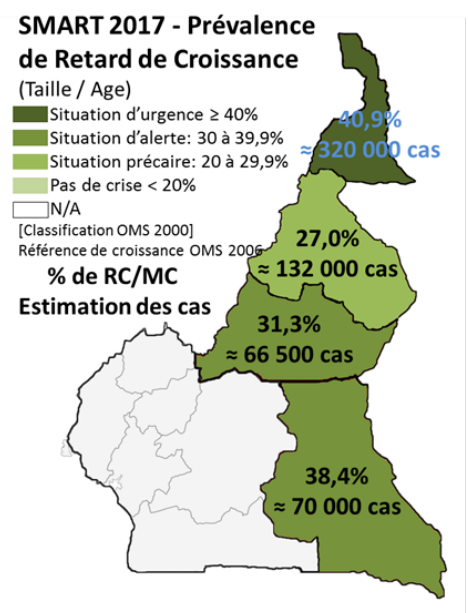 SMART 2017 - Prévalence
de Retard de Croissance
(Taille / Age)
Situation d'urgence ≥ 40%
Situation d'alerte: 30 à 39,9%
Situation précaire: 20 à 29,9%
Pas de crise < 20%
N/A
[Classification OMS 2000]
Référence de croissance OMS 2006
% de RC/MC
Estimation des cas
40,9%
≈ 320 000 cas
27,0%
≈ 132 000 cas
31,3%
≈ 66 500 cas
38,4%
≈ 70 000 cas